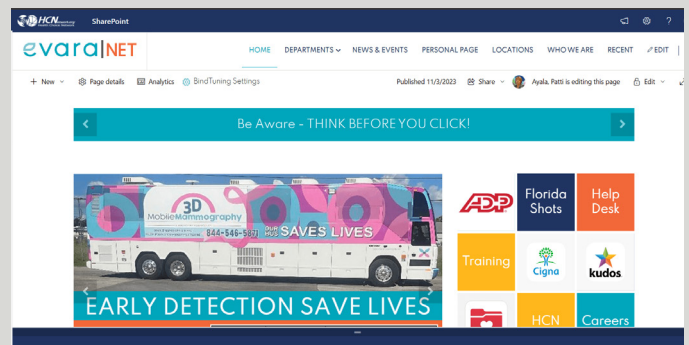 HCN
SharePoint
?
evara|NET
HOME DEPARTMENTS NEWS & EVENTS PERSONAL PAGE LOCATIONS WHO WE ARE RECENT EDIT
+ New Page details Analytics BindTuning Settings Published 11/3/2023 Share Ayala, Patti is editing this page Edit
Be Aware - THINK BEFORE YOU CLICK!
3D
MobileMammography
844-546-5871 OUR BUS SAVES LIVES
EARLY DETECTION SAVE LIVES
ADP
Florida Shots
Help Desk
Training
Cigna
kudos
HCN
Careers